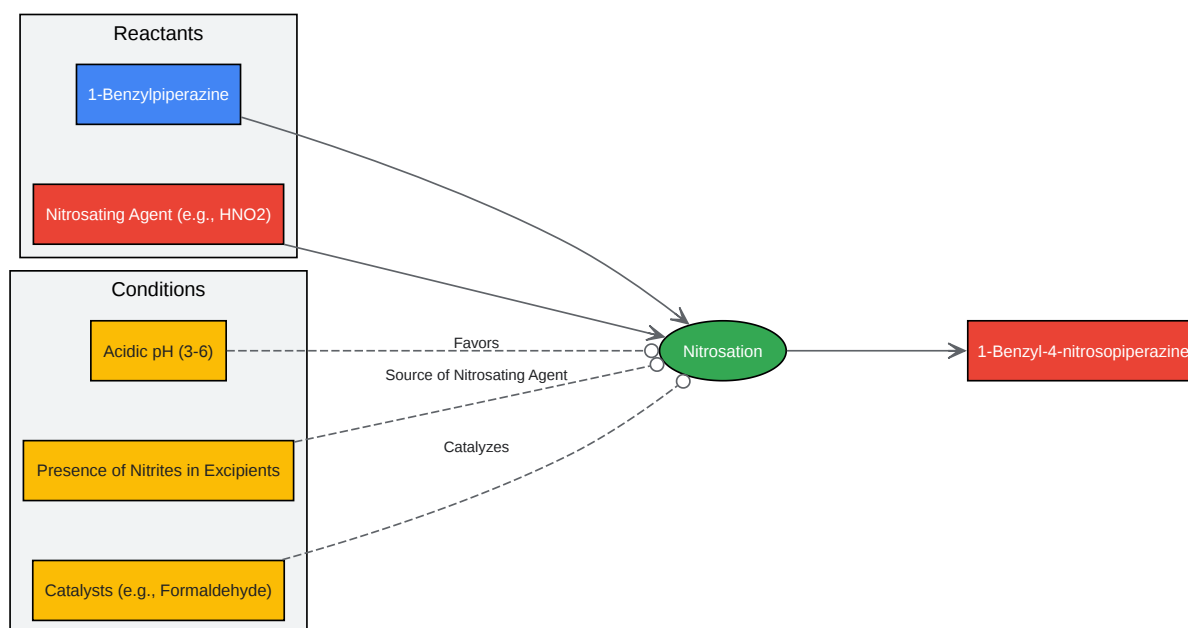 Reactants
1-Benzylpiperazine
Nitrosating Agent (e.g., HNO2)
Conditions
Acidic pH (3-6)
Favors
Nitrosation
1-Benzyl-4-nitrosopiperazine
Source of Nitrosating Agent
Catalyzes
Presence of Nitrites in Excipients
Catalysts (e.g., Formaldehyde)